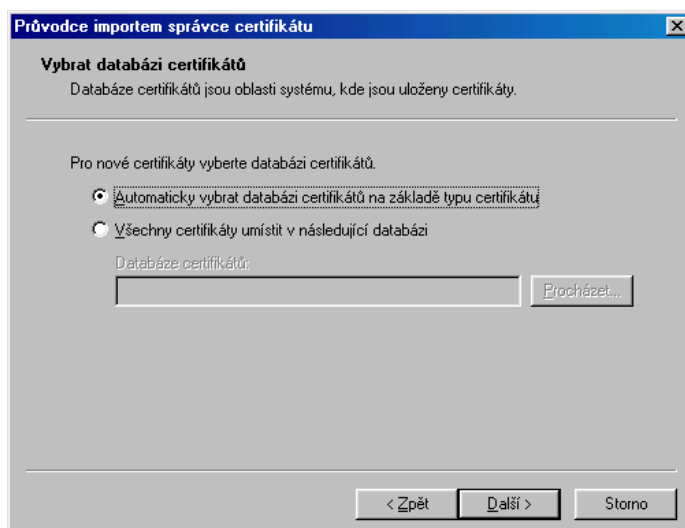 Průvodce importem správce certifikátu
Vybrat databázi certifikátů
Databáze certifikátů jsou oblasti systému, kde jsou uloženy certifikáty.
Pro nové certifikáty vyberte databázi certifikátů.
Automaticky vybrat databázi certifikátů na základě typu certifikátu
Všechny certifikáty umístit v následující databázi
Databáze certifikátů:
Procházet...
< Zpět
Další >
Storno